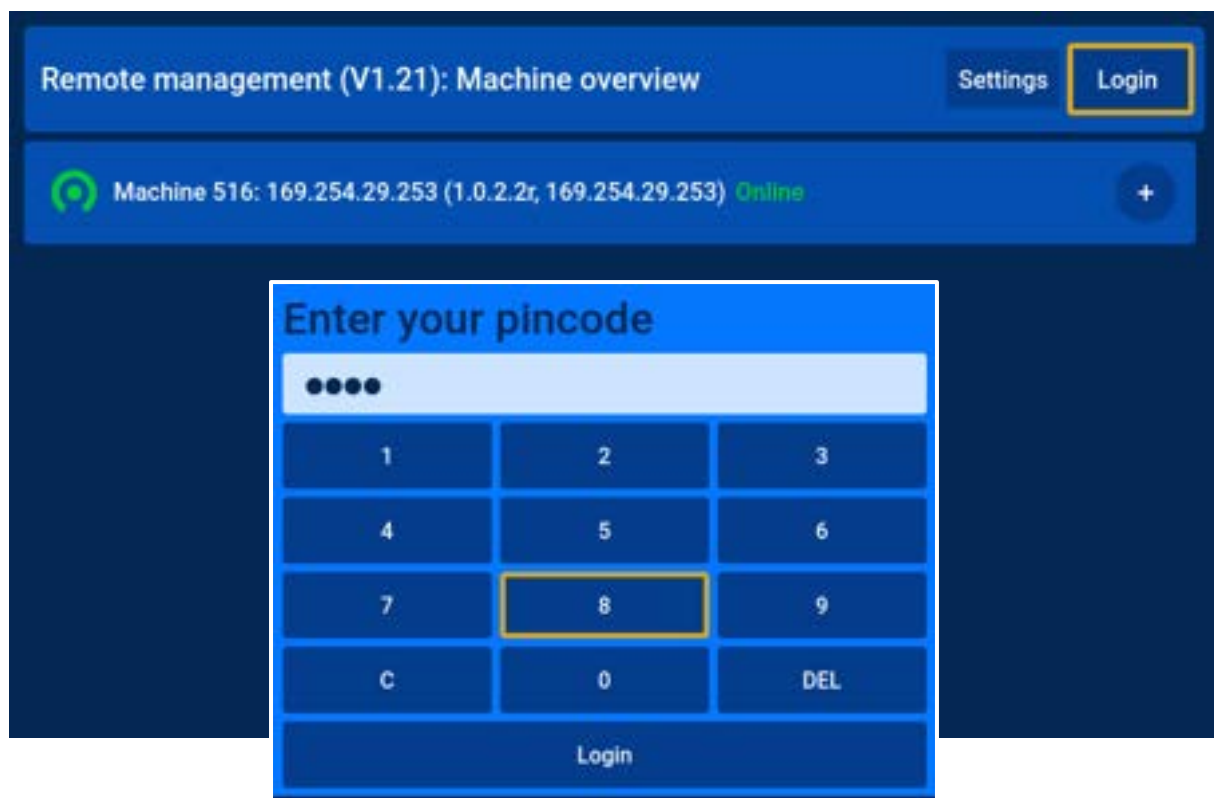 Remote management (V1.21): Machine overview Settings Login
Machine 516: 169.254.29.253 (1.0.2.2r, 169.254.29.253) Online +
Enter your pincode
●●●●
1 2 3
4 5 6
7 8 9
C 0 DEL
Login